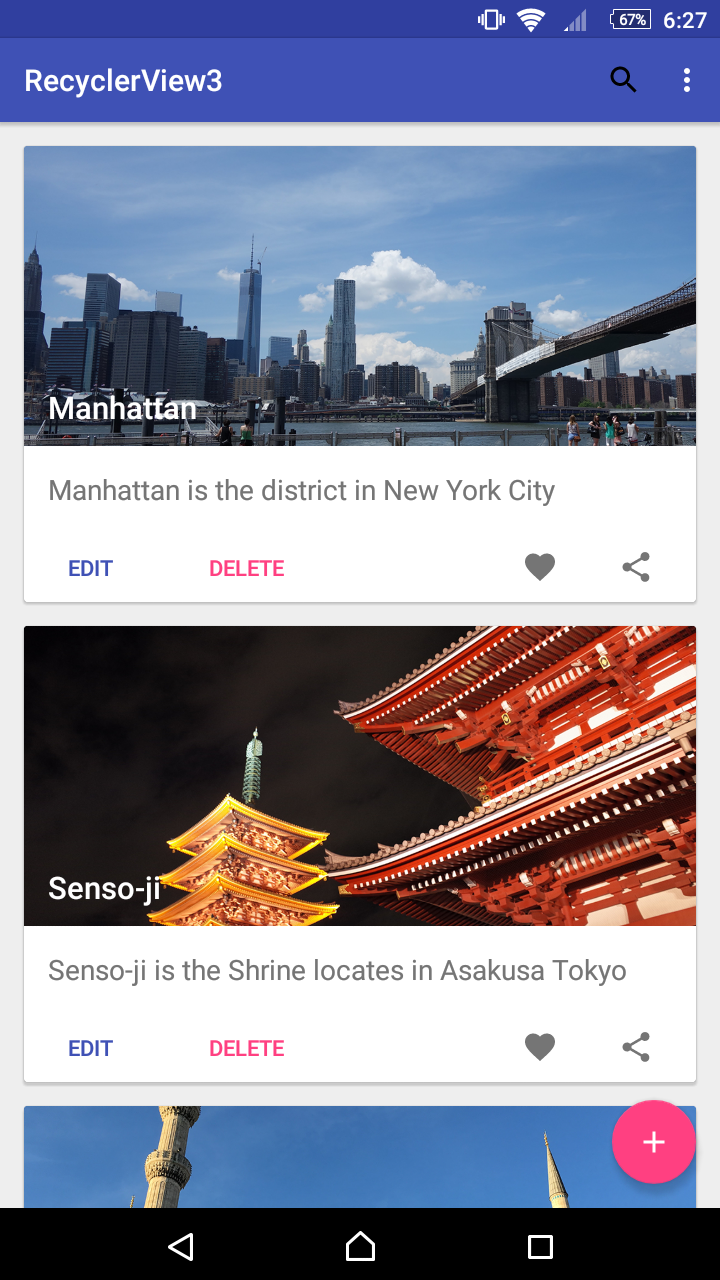 67% 6:27
RecyclerView3
Manhattan
Manhattan is the district in New York City
EDIT DELETE
Senso-ji
Senso-ji is the Shrine locates in Asakusa Tokyo
EDIT DELETE